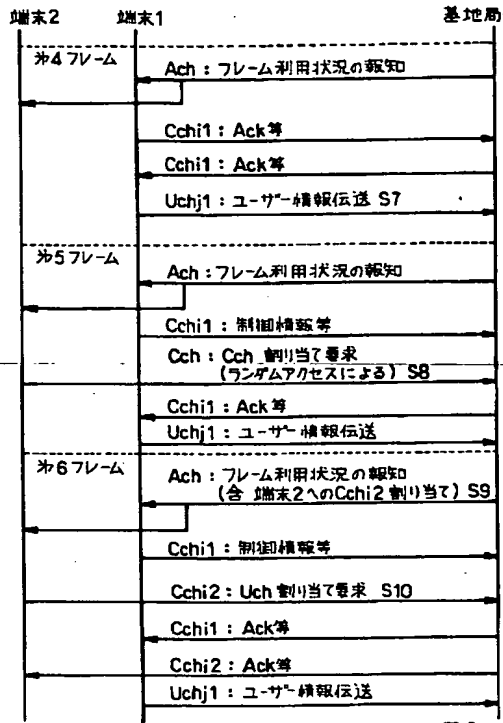 端末2 端末1 基地局
第4フレーム
Ach：フレーム利用状況の報知
Cchi1：Ack等
Cchi1：Ack等
Uchj1：ユーザー情報伝送 S7
第5フレーム
Ach：フレーム利用状況の報知
Cchi1：制御情報等
Cch：Cch 割り当て要求
(ランダムアクセスによる) S8
Cchi1：Ack等
Uchj1：ユーザー情報伝送
第6フレーム
Ach：フレーム利用状況の報知
(含 端末2へのCchi2割り当て) S9
Cchi1：制御情報等
Cchi2：Uch割り当て要求 S10
Cchi1：Ack等
Cchi2：Ack等
Uchj1：ユーザー情報伝送